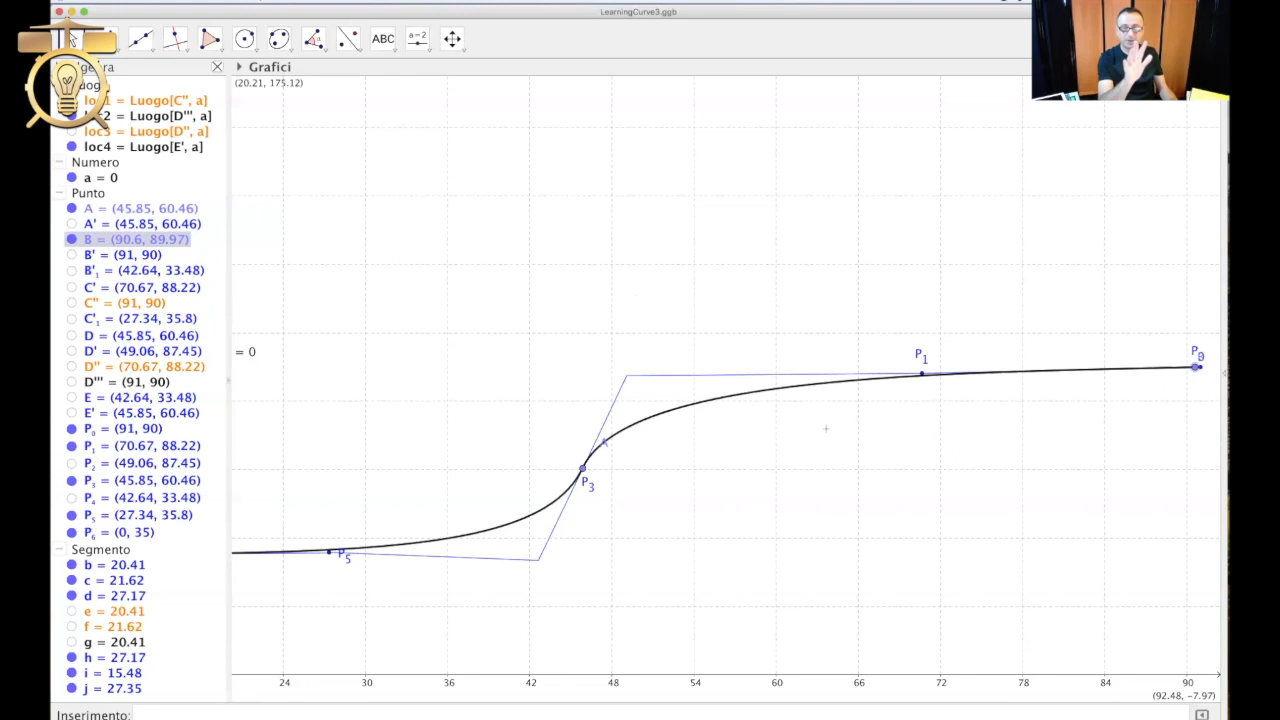 LearningCurve3.ggb
ABC
a=2
Grafici
(20.21, 175.12)
loc2 = Luogo[D''', a]
loc3 = Luogo[D'', a]
loc4 = Luogo[E', a]
Numero
a = 0
Punto
A = (45.85, 60.46)
A' = (45.85, 60.46)
B = (90.6, 89.97)
B' = (91, 90)
B'₁ = (42.64, 33.48)
C' = (70.67, 88.22)
C'' = (91, 90)
C'₁ = (27.34, 35.8)
D = (45.85, 60.46)
D' = (49.06, 87.45)
D'' = (70.67, 88.22)
D''' = (91, 90)
E = (42.64, 33.48)
E' = (45.85, 60.46)
P₀ = (91, 90)
P₁ = (70.67, 88.22)
P₂ = (49.06, 87.45)
P₃ = (45.85, 60.46)
P₄ = (42.64, 33.48)
P₅ = (27.34, 35.8)
P₆ = (0, 35)
Segmento
b = 20.41
c = 21.62
d = 27.17
e = 20.41
f = 21.62
g = 20.41
h = 27.17
i = 15.48
j = 27.35
= 0
P₁
A
P₃
P₅
24 30 36 42 48 54 60 66 72 78 84 90
(92.48, −7.97)
Inserimento: